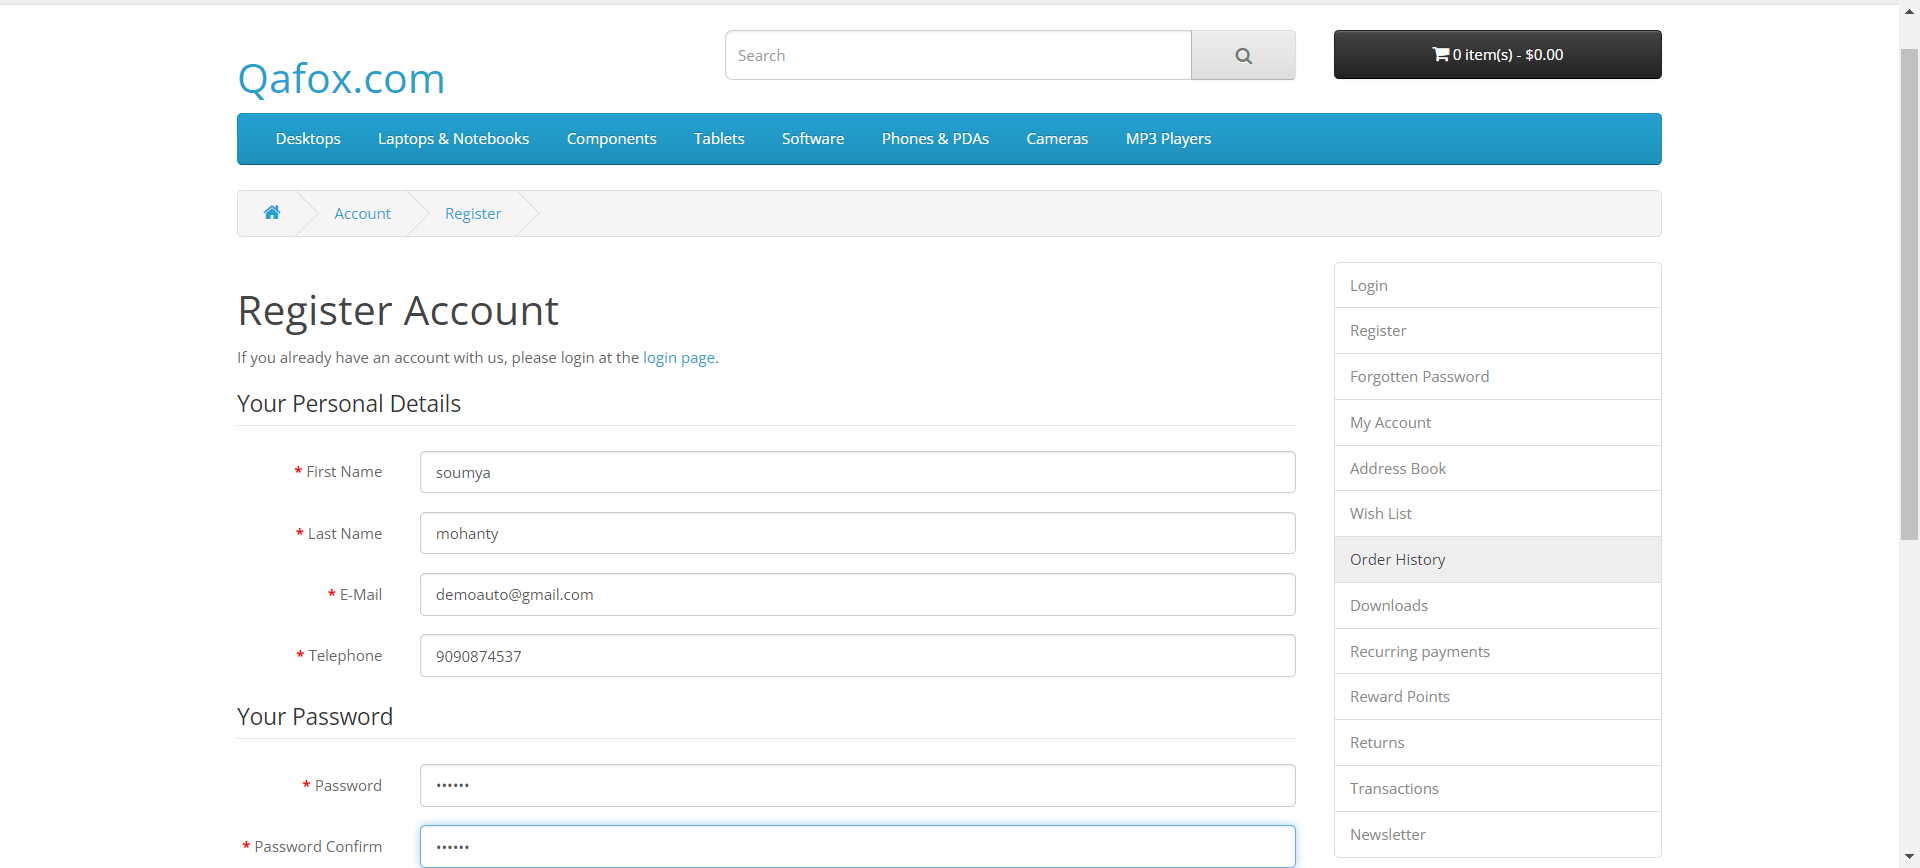 Search
0 item(s) - $0.00
Qafox.com
Desktops Laptops & Notebooks Components Tablets Software Phones & PDAs Cameras MP3 Players
Account Register
Register Account
If you already have an account with us, please login at the login page.
Your Personal Details
* First Name soumya
* Last Name mohanty
* E-Mail demoauto@gmail.com
* Telephone 9090874537
Your Password
* Password ••••••
* Password Confirm ••••••
Login
Register
Forgotten Password
My Account
Address Book
Wish List
Order History
Downloads
Recurring payments
Reward Points
Returns
Transactions
Newsletter